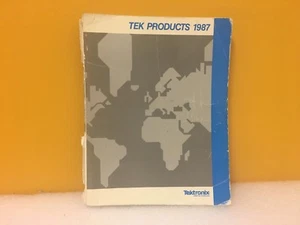 TEK PRODUCTS 1987
Tektronix